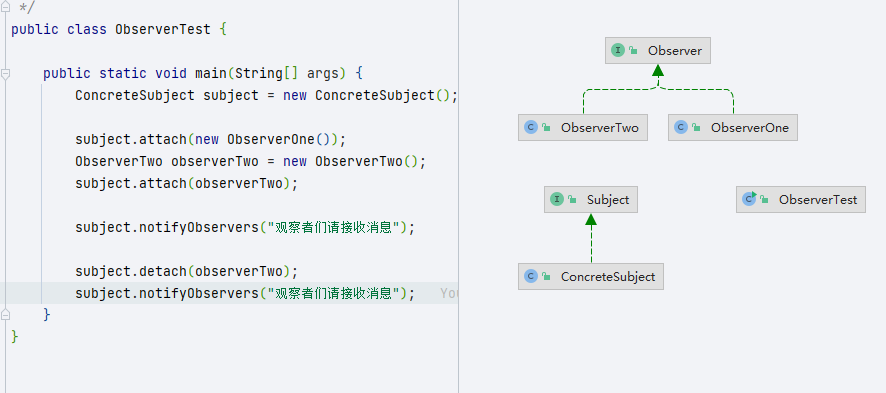 */
public class ObserverTest {
public static void main(String[] args) {
ConcreteSubject subject = new ConcreteSubject();
subject.attach(new ObserverOne());
ObserverTwo observerTwo = new ObserverTwo();
subject.attach(observerTwo);
subject.notifyObservers("观察者们请接收消息");
subject.detach(observerTwo);
subject.notifyObservers("观察者们请接收消息"); You
}
}
I Observer
C ObserverTwo
C ObserverOne
I Subject
C ObserverTest
C ConcreteSubject